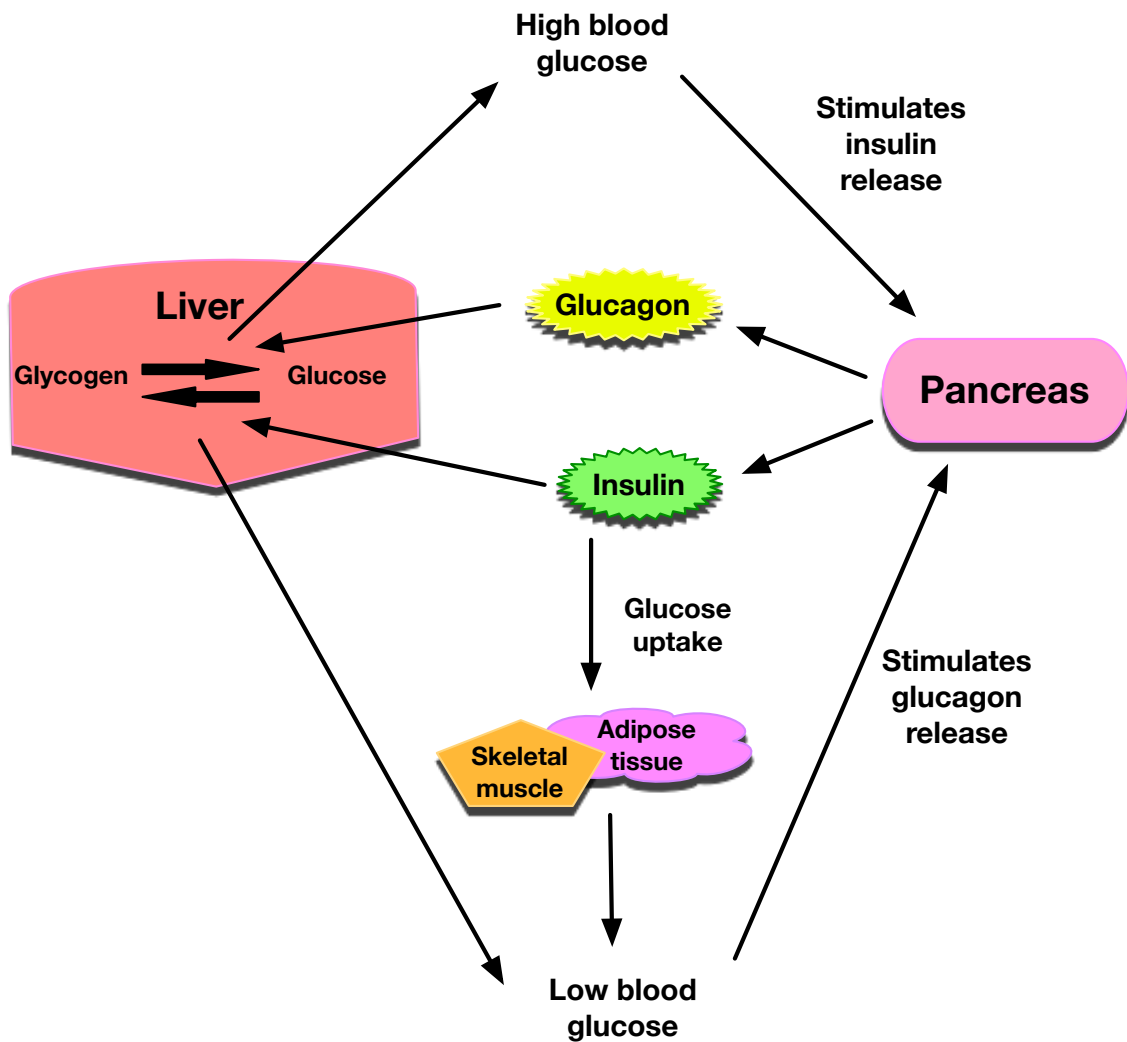 High blood
glucose
Stimulates
insulin
release
Liver
Glucagon
Glycogen
Glucose
Pancreas
Insulin
Glucose
uptake
Stimulates
glucagon
release
Adipose
tissue
Skeletal
muscle
Low blood
glucose